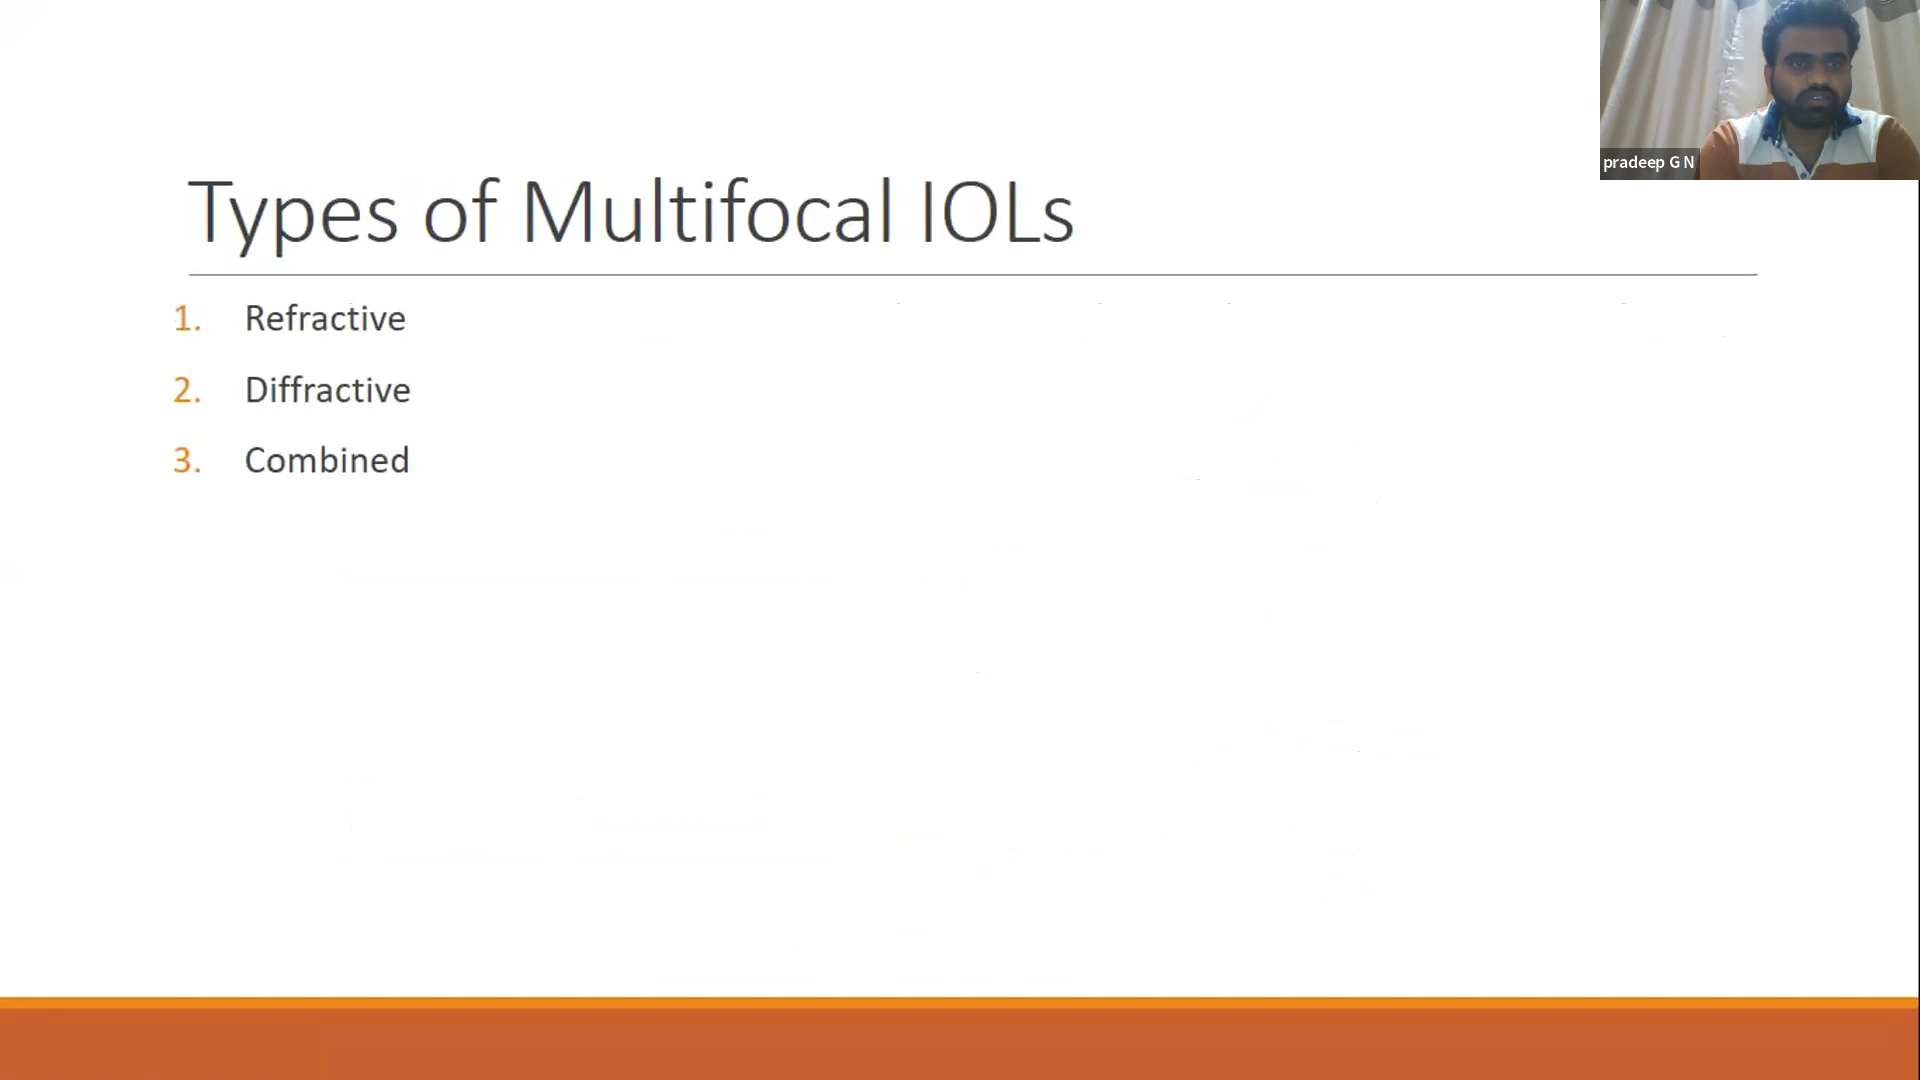 pradeep G N
Types of Multifocal IOLs
1. Refractive
2. Diffractive
3. Combined